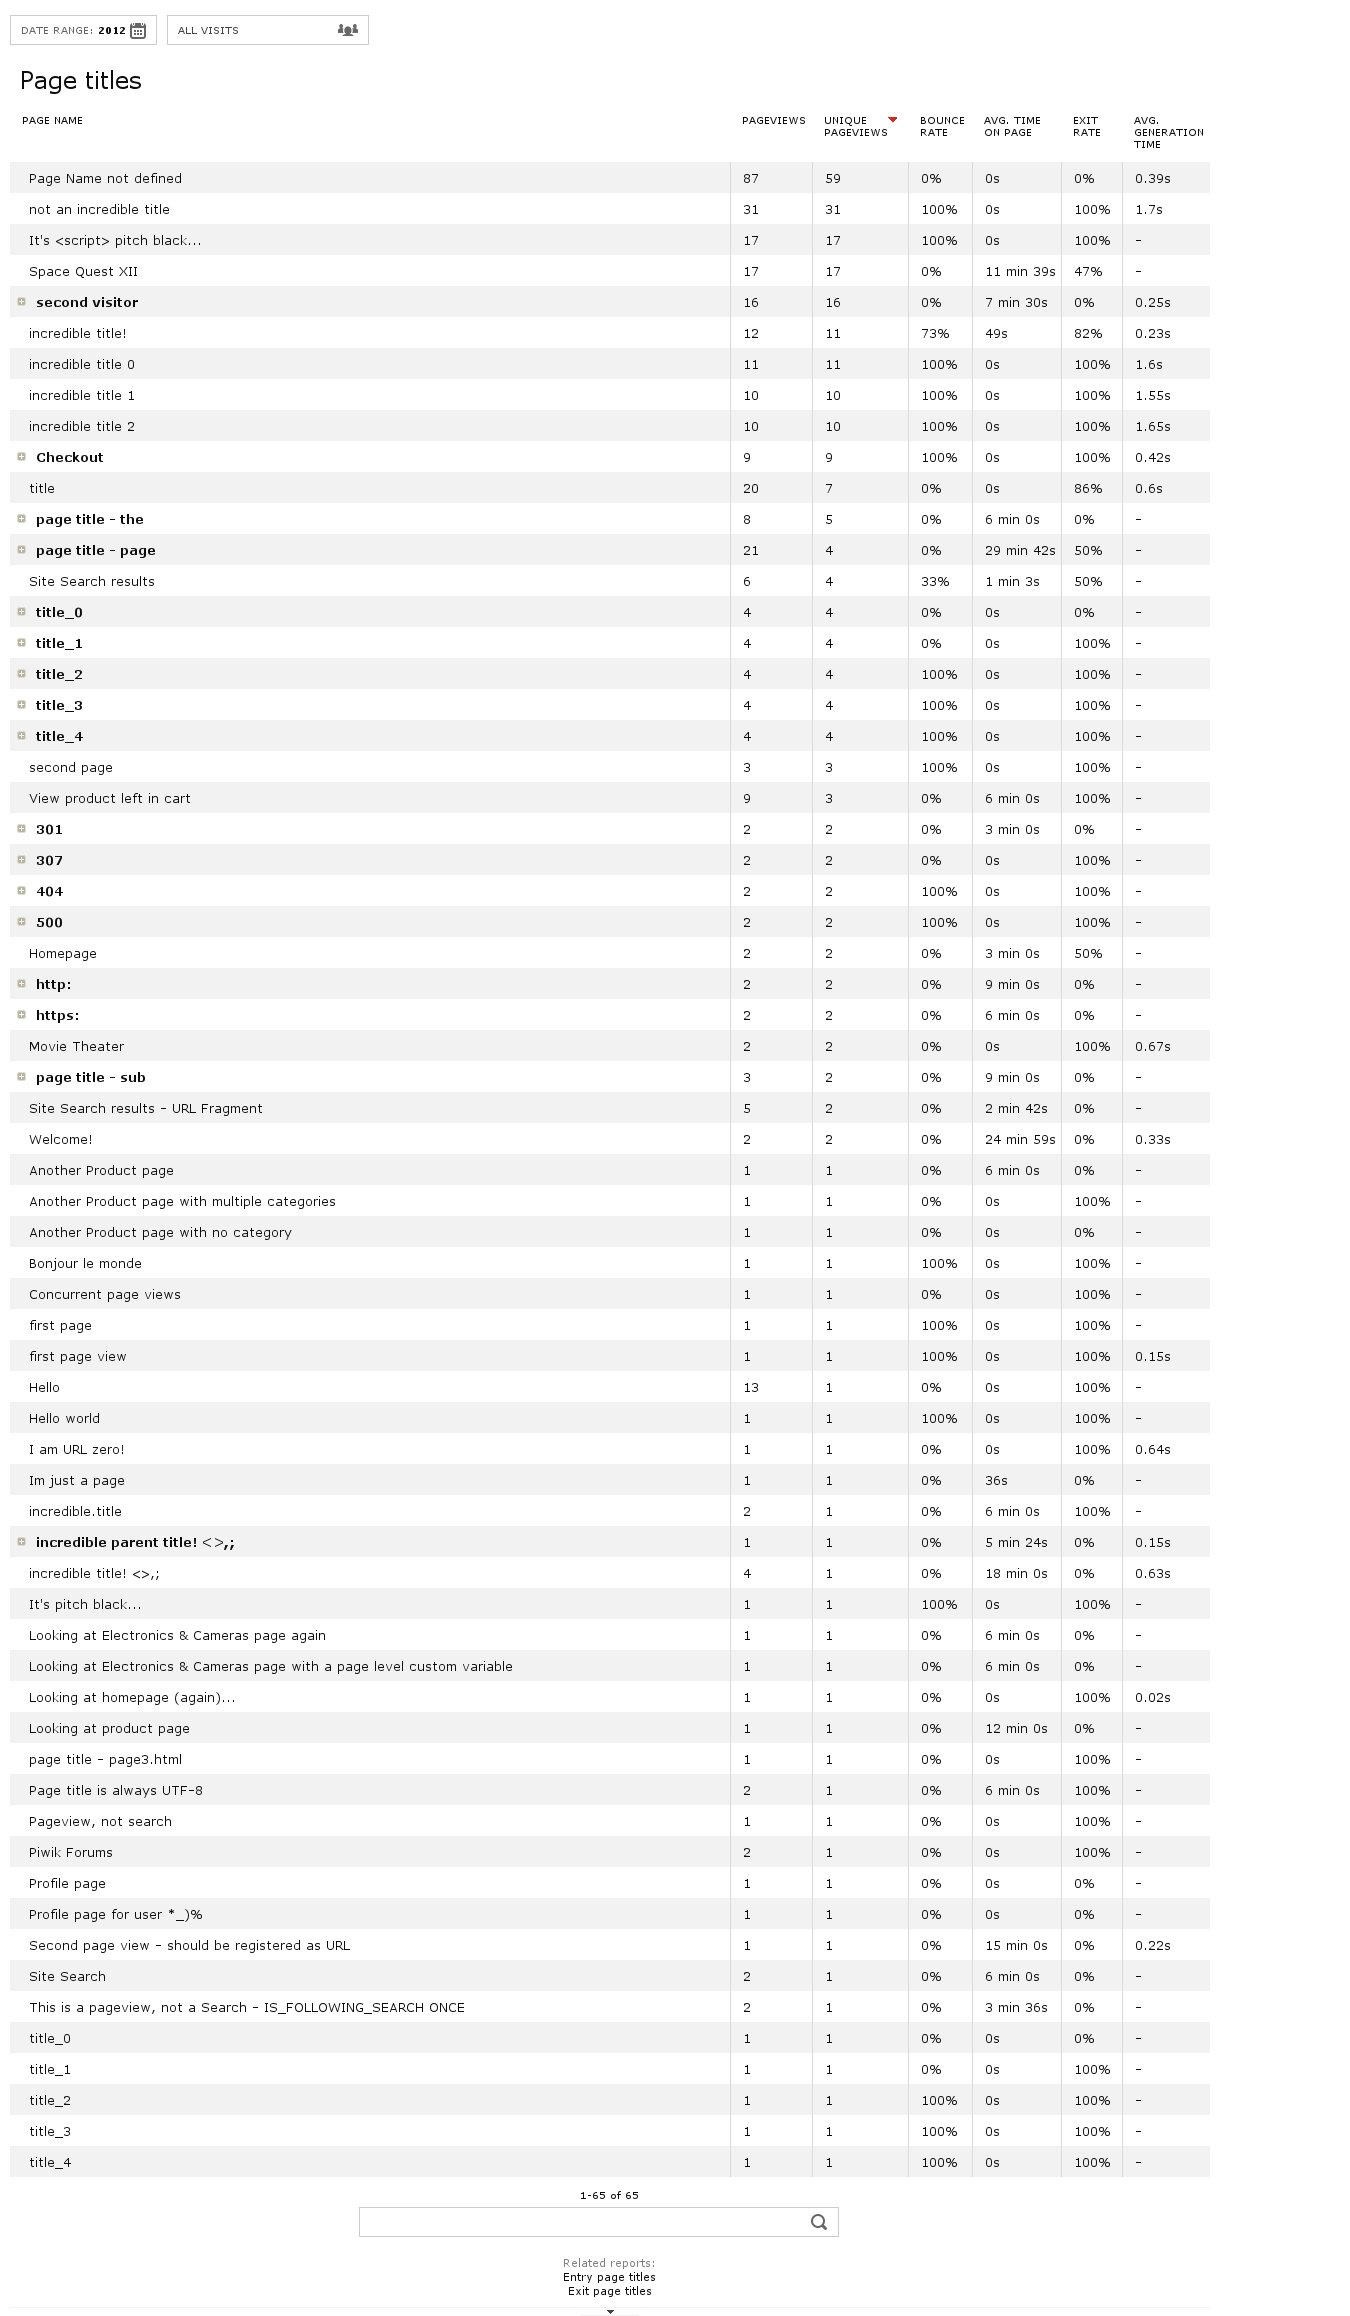 DATE RANGE: 2012 ALL VISITS
Page titles
PAGE NAME PAGEVIEWS UNIQUE PAGEVIEWS BOUNCE RATE AVG. TIME ON PAGE EXIT RATE AVG. GENERATION TIME
Page Name not defined 87 59 0% 0s 0% 0.39s
not an incredible title 31 31 100% 0s 100% 1.7s
It's <script> pitch black... 17 17 100% 0s 100% -
Space Quest XII 17 17 0% 11 min 39s 47% -
second visitor 16 16 0% 7 min 30s 0% 0.25s
incredible title! 12 11 73% 49s 82% 0.23s
incredible title 0 11 11 100% 0s 100% 1.6s
incredible title 1 10 10 100% 0s 100% 1.55s
incredible title 2 10 10 100% 0s 100% 1.65s
Checkout 9 9 100% 0s 100% 0.42s
title 20 7 0% 0s 86% 0.6s
page title - the 8 5 0% 6 min 0s 0% -
page title - page 21 4 0% 29 min 42s 50% -
Site Search results 6 4 33% 1 min 3s 50% -
title_0 4 4 0% 0s 0% -
title_1 4 4 0% 0s 100% -
title_2 4 4 100% 0s 100% -
title_3 4 4 100% 0s 100% -
title_4 4 4 100% 0s 100% -
second page 3 3 100% 0s 100% -
View product left in cart 9 3 0% 6 min 0s 100% -
301 2 2 0% 3 min 0s 0% -
307 2 2 0% 0s 100% -
404 2 2 100% 0s 100% -
500 2 2 100% 0s 100% -
Homepage 2 2 0% 3 min 0s 50% -
http: 2 2 0% 9 min 0s 0% -
https: 2 2 0% 6 min 0s 0% -
Movie Theater 2 2 0% 0s 100% 0.67s
page title - sub 3 2 0% 9 min 0s 0% -
Site Search results - URL Fragment 5 2 0% 2 min 42s 0% -
Welcome! 2 2 0% 24 min 59s 0% 0.33s
Another Product page 1 1 0% 6 min 0s 0% -
Another Product page with multiple categories 1 1 0% 0s 100% -
Another Product page with no category 1 1 0% 0s 0% -
Bonjour le monde 1 1 100% 0s 100% -
Concurrent page views 1 1 0% 0s 100% -
first page 1 1 100% 0s 100% -
first page view 1 1 100% 0s 100% 0.15s
Hello 13 1 0% 0s 100% -
Hello world 1 1 100% 0s 100% -
I am URL zero! 1 1 0% 0s 100% 0.64s
Im just a page 1 1 0% 36s 0% -
incredible.title 2 1 0% 6 min 0s 100% -
incredible parent title! <>,; 1 1 0% 5 min 24s 0% 0.15s
incredible title! <>,; 4 1 0% 18 min 0s 0% 0.63s
It's pitch black... 1 1 100% 0s 100% -
Looking at Electronics & Cameras page again 1 1 0% 6 min 0s 0% -
Looking at Electronics & Cameras page with a page level custom variable 1 1 0% 6 min 0s 0% -
Looking at homepage (again)... 1 1 0% 0s 100% 0.02s
Looking at product page 1 1 0% 12 min 0s 0% -
page title - page3.html 1 1 0% 0s 100% -
Page title is always UTF-8 2 1 0% 6 min 0s 100% -
Pageview, not search 1 1 0% 0s 100% -
Piwik Forums 2 1 0% 0s 100% -
Profile page 1 1 0% 0s 0% -
Profile page for user *_)% 1 1 0% 0s 0% -
Second page view - should be registered as URL 1 1 0% 15 min 0s 0% 0.22s
Site Search 2 1 0% 6 min 0s 0% -
This is a pageview, not a Search - IS_FOLLOWING_SEARCH ONCE 2 1 0% 3 min 36s 0% -
title_0 1 1 0% 0s 0% -
title_1 1 1 0% 0s 100% -
title_2 1 1 100% 0s 100% -
title_3 1 1 100% 0s 100% -
title_4 1 1 100% 0s 100% -
1-65 of 65
Related reports:
Entry page titles
Exit page titles